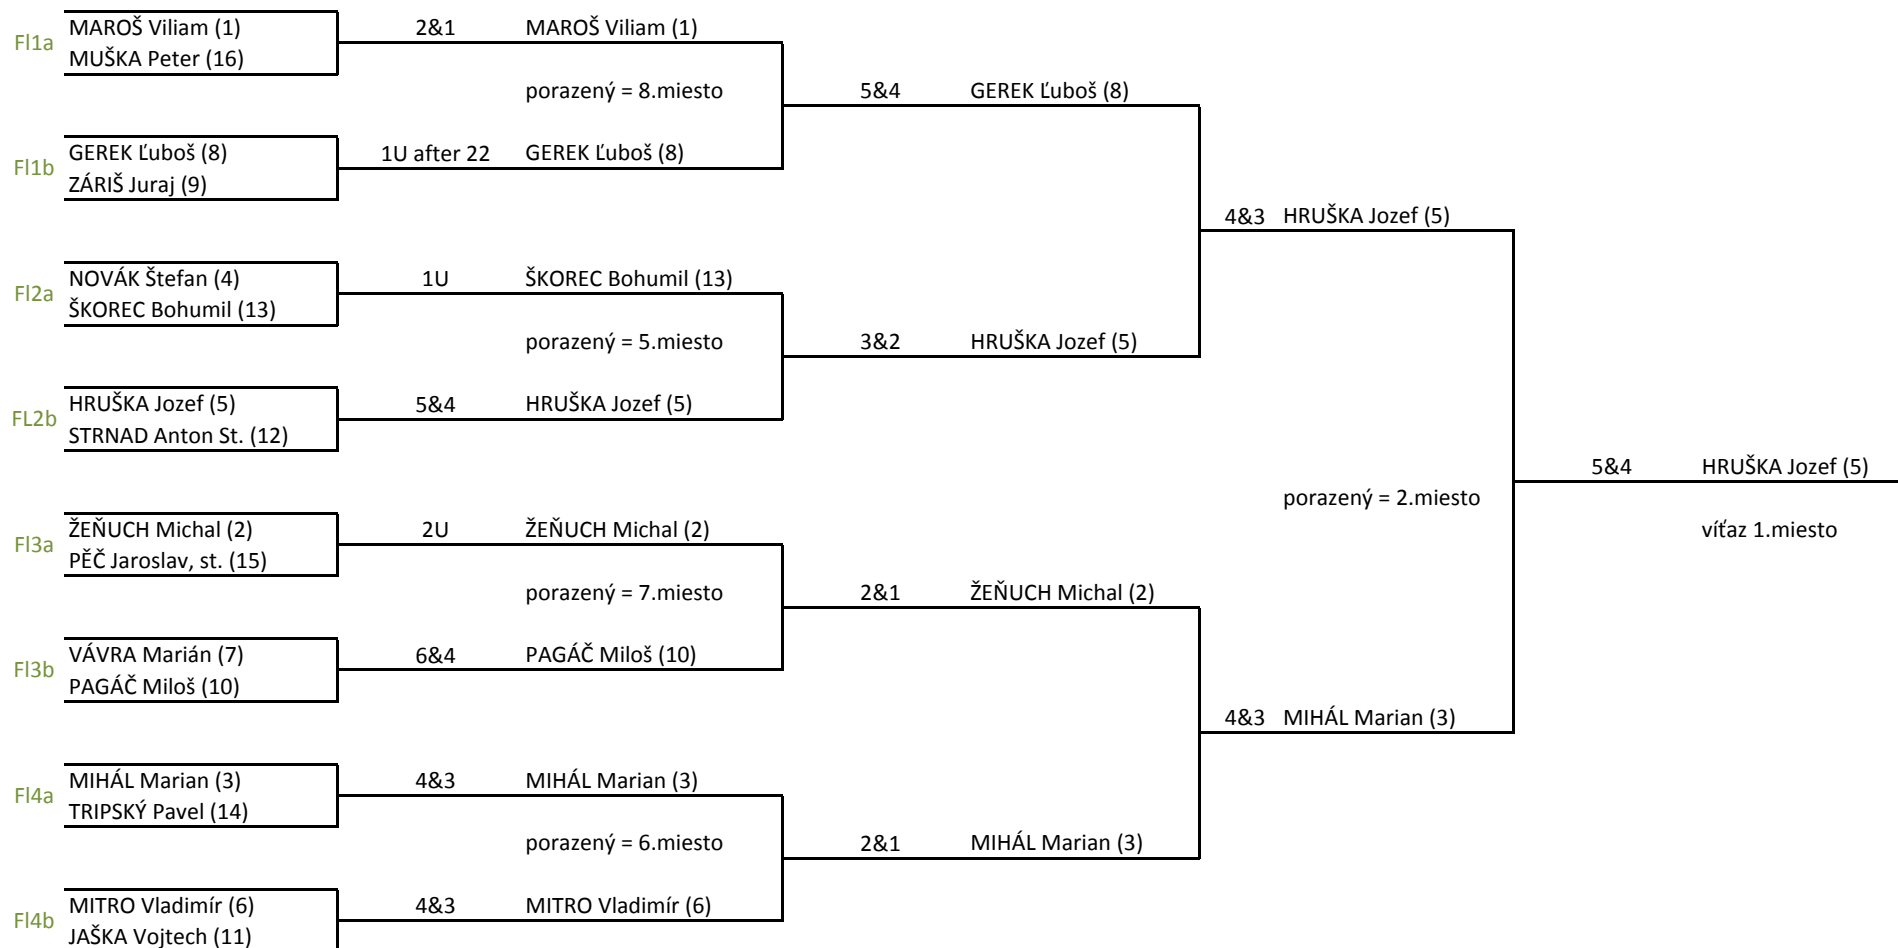 Fl1a
MAROŠ Viliam (1)
MUŠKA Peter (16)
2&1
MAROŠ Viliam (1)
porazený = 8.miesto
5&4
GEREK Ľuboš (8)
Fl1b
GEREK Ľuboš (8)
ZÁRIŠ Juraj (9)
1U after 22
GEREK Ľuboš (8)
4&3
HRUŠKA Jozef (5)
Fl2a
NOVÁK Štefan (4)
ŠKOREC Bohumil (13)
1U
ŠKOREC Bohumil (13)
porazený = 5.miesto
3&2
HRUŠKA Jozef (5)
FL2b
HRUŠKA Jozef (5)
STRNAD Anton St. (12)
5&4
HRUŠKA Jozef (5)
5&4
HRUŠKA Jozef (5)
porazený = 2.miesto
víťaz 1.miesto
Fl3a
ŽEŇUCH Michal (2)
PĚČ Jaroslav, st. (15)
2U
ŽEŇUCH Michal (2)
porazený = 7.miesto
2&1
ŽEŇUCH Michal (2)
Fl3b
VÁVRA Marián (7)
PAGÁČ Miloš (10)
6&4
PAGÁČ Miloš (10)
4&3
MIHÁL Marian (3)
Fl4a
MIHÁL Marian (3)
TRIPSKÝ Pavel (14)
4&3
MIHÁL Marian (3)
porazený = 6.miesto
2&1
MIHÁL Marian (3)
Fl4b
MITRO Vladimír (6)
JAŠKA Vojtech (11)
4&3
MITRO Vladimír (6)